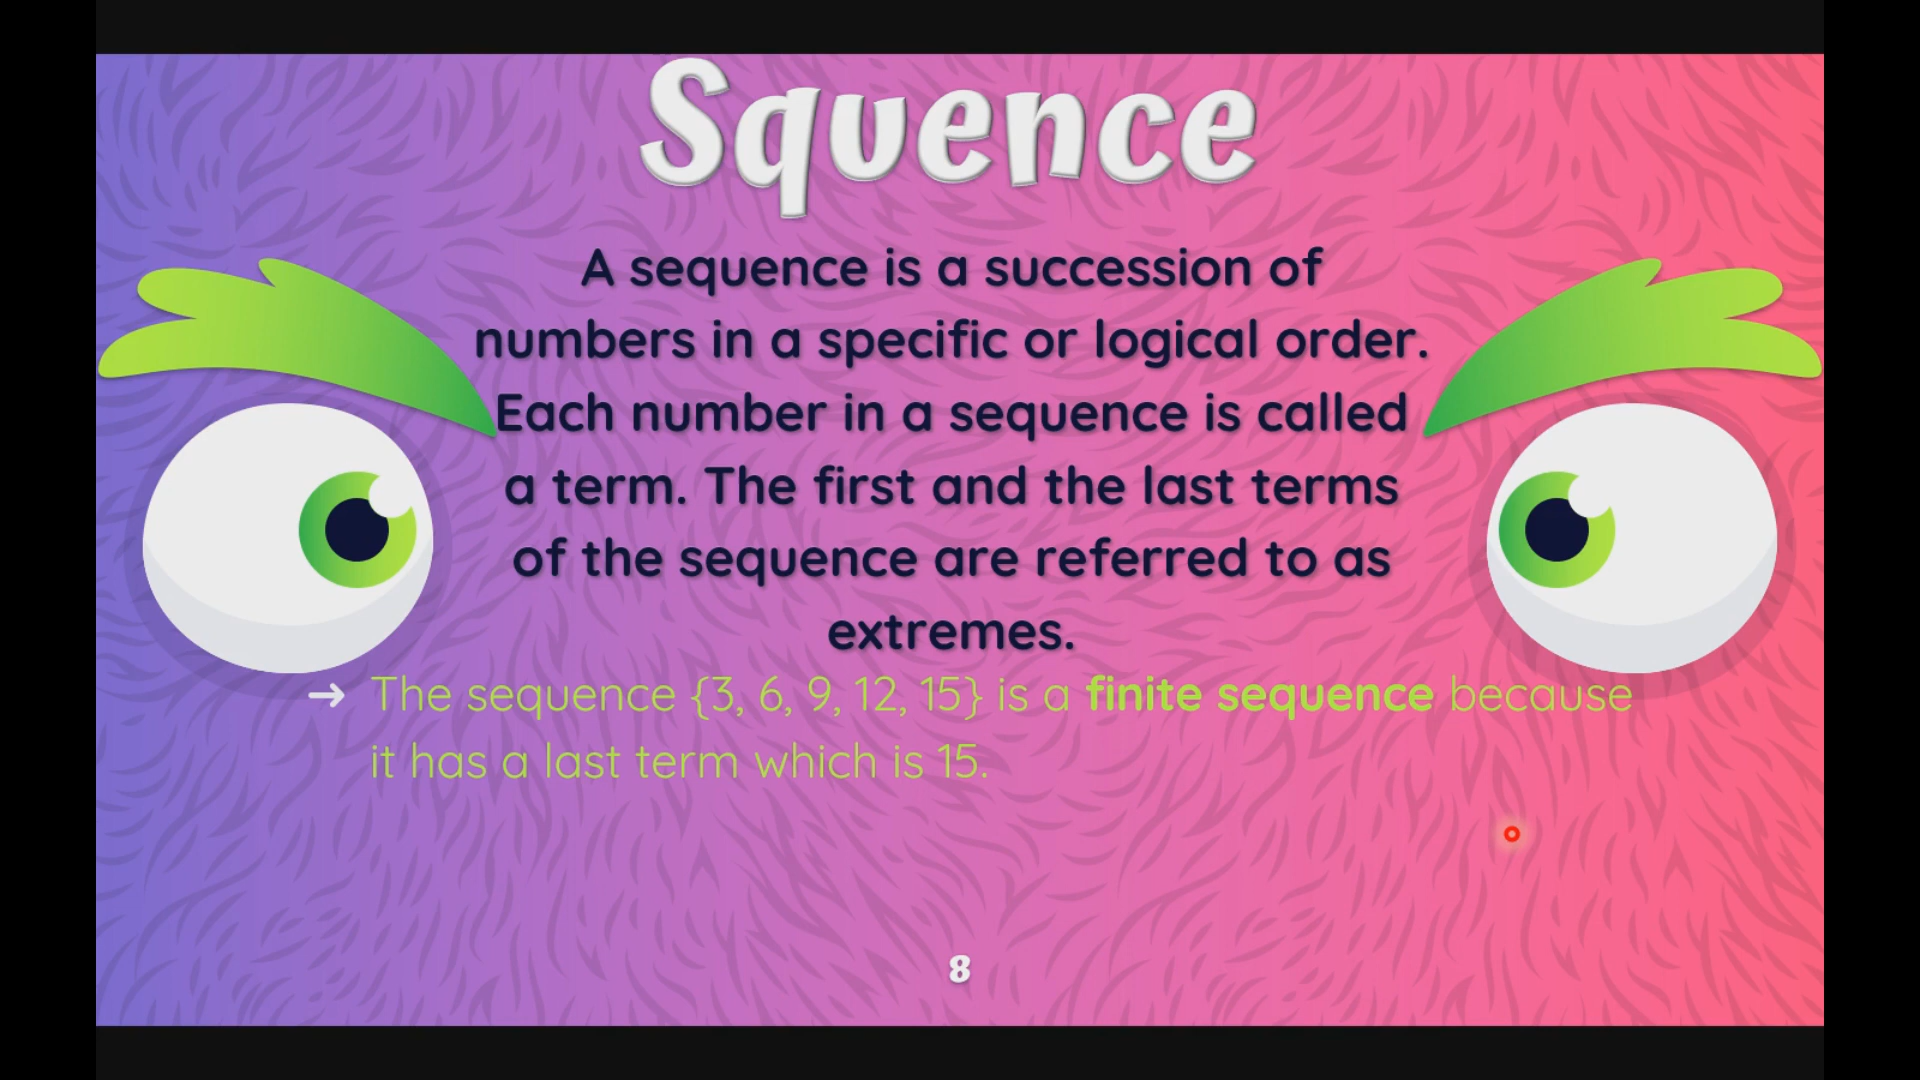 Squence
A sequence is a succession of
numbers in a specific or logical order.
Each number in a sequence is called
a term. The first and the last terms
of the sequence are referred to as
extremes.
→ The sequence {3, 6, 9, 12, 15} is a finite sequence because
it has a last term which is 15.
8